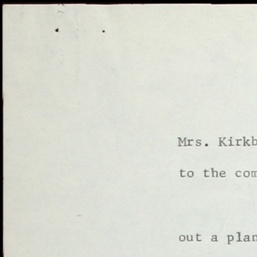 Mrs. Kirkb
to the com
out a plan